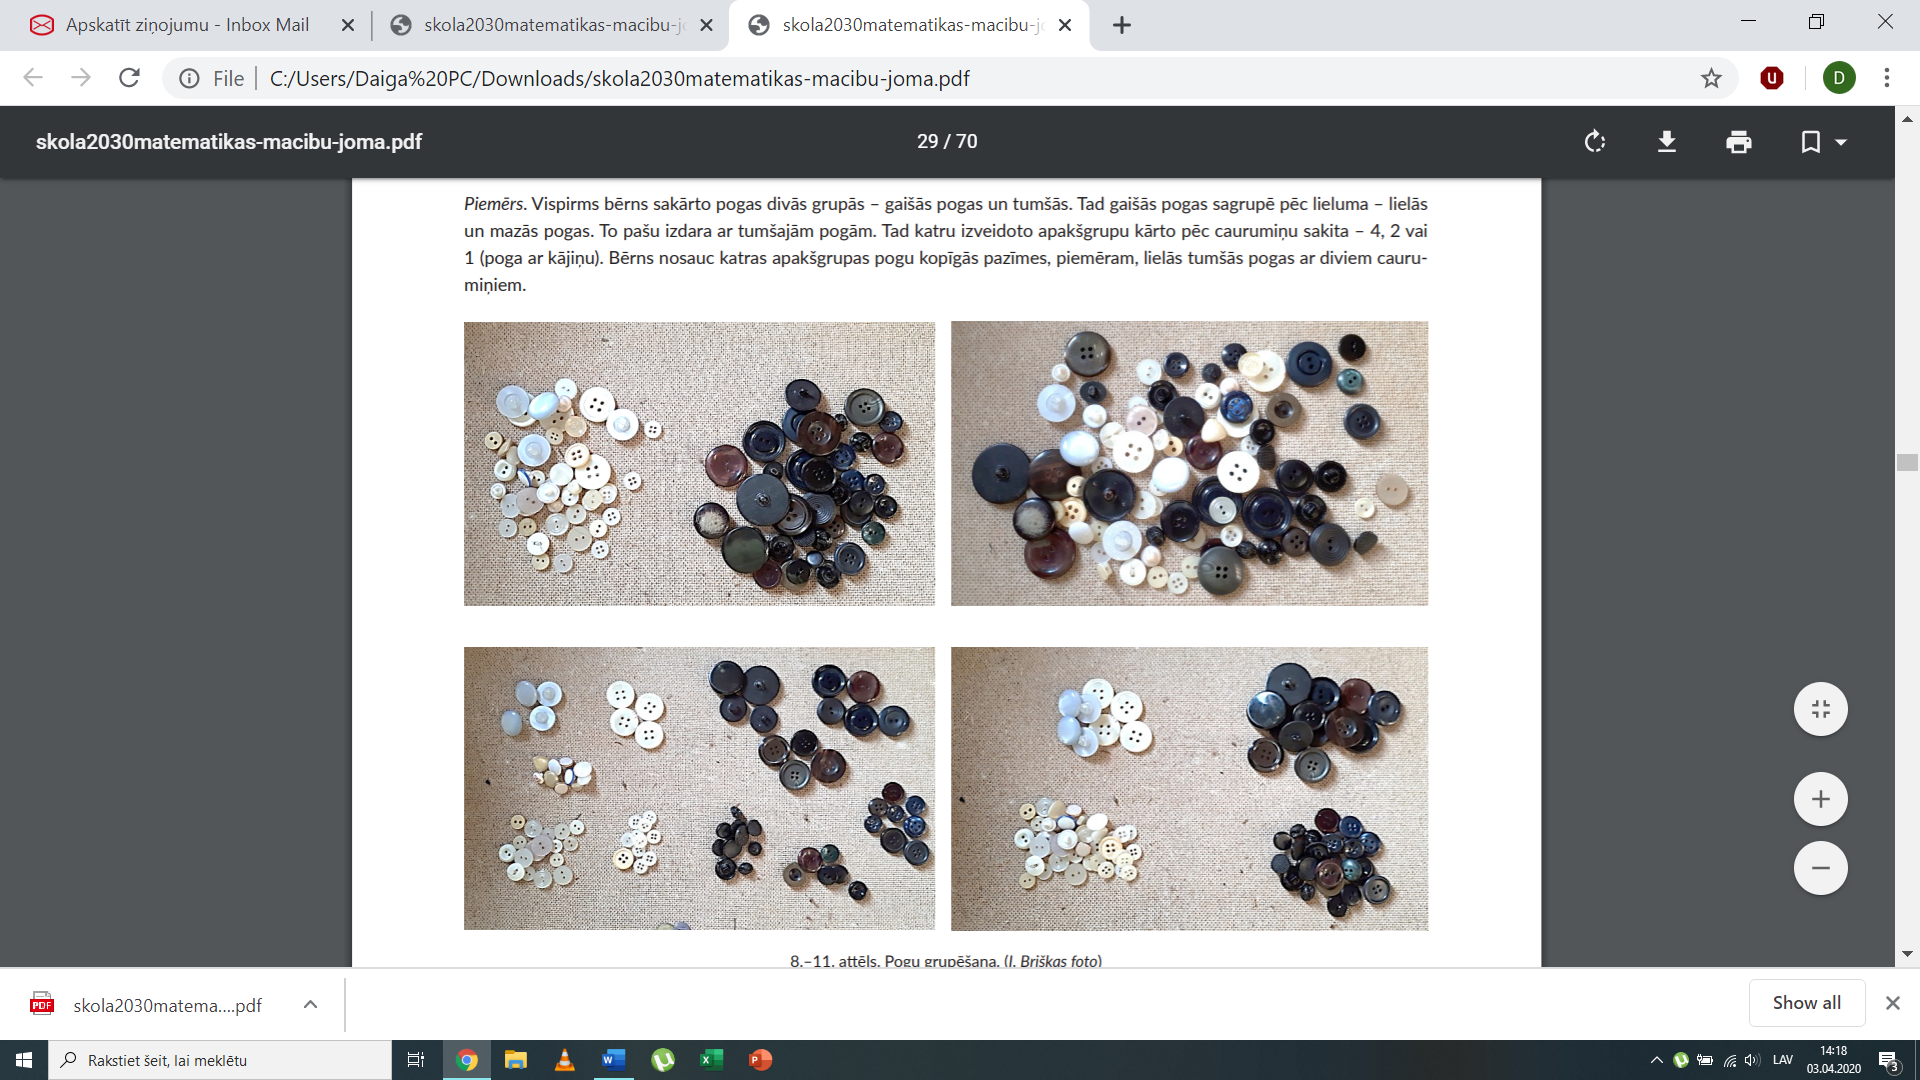 Apskatīt ziņojumu - Inbox Mail
skola2030matematikas-macibu-jo
skola2030matematikas-macibu-jo
File
C:/Users/Daiga%20PC/Downloads/skola2030matematikas-macibu-joma.pdf
D
skola2030matematikas-macibu-joma.pdf
29 / 70
Piemērs. Vispirms bērns sakārto pogas divās grupās – gaišās pogas un tumšās. Tad gaišās pogas sagrupē pēc lieluma – lielās
un mazās pogas. To pašu izdara ar tumšajām pogām. Tad katru izveidoto apakšgrupu kārto pēc caurumiņu sakita – 4, 2 vai
1 (poga ar kājiņu). Bērns nosauc katras apakšgrupas pogu kopīgās pazīmes, piemēram, lielās tumšās pogas ar diviem cauru-
miņiem.
8.–11. attēls. Pogu grupēšana. (I. Briškas foto)
PDF
skola2030matema....pdf
Show all
Rakstiet šeit, lai meklētu
LAV
14:18
03.04.2020
3